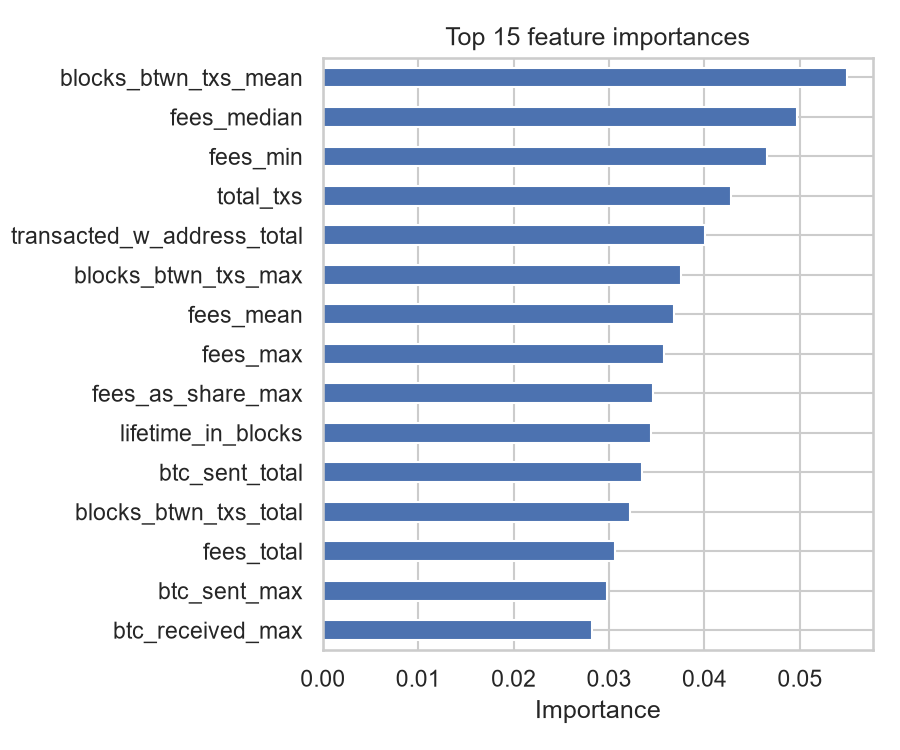 Top 15 feature importances
blocks_btwn_txs_mean
fees_median
fees_min
total_txs
transacted_w_address_total
blocks_btwn_txs_max
fees_mean
fees_max
fees_as_share_max
lifetime_in_blocks
btc_sent_total
blocks_btwn_txs_total
fees_total
btc_sent_max
btc_received_max
0.00 0.01 0.02 0.03 0.04 0.05
Importance